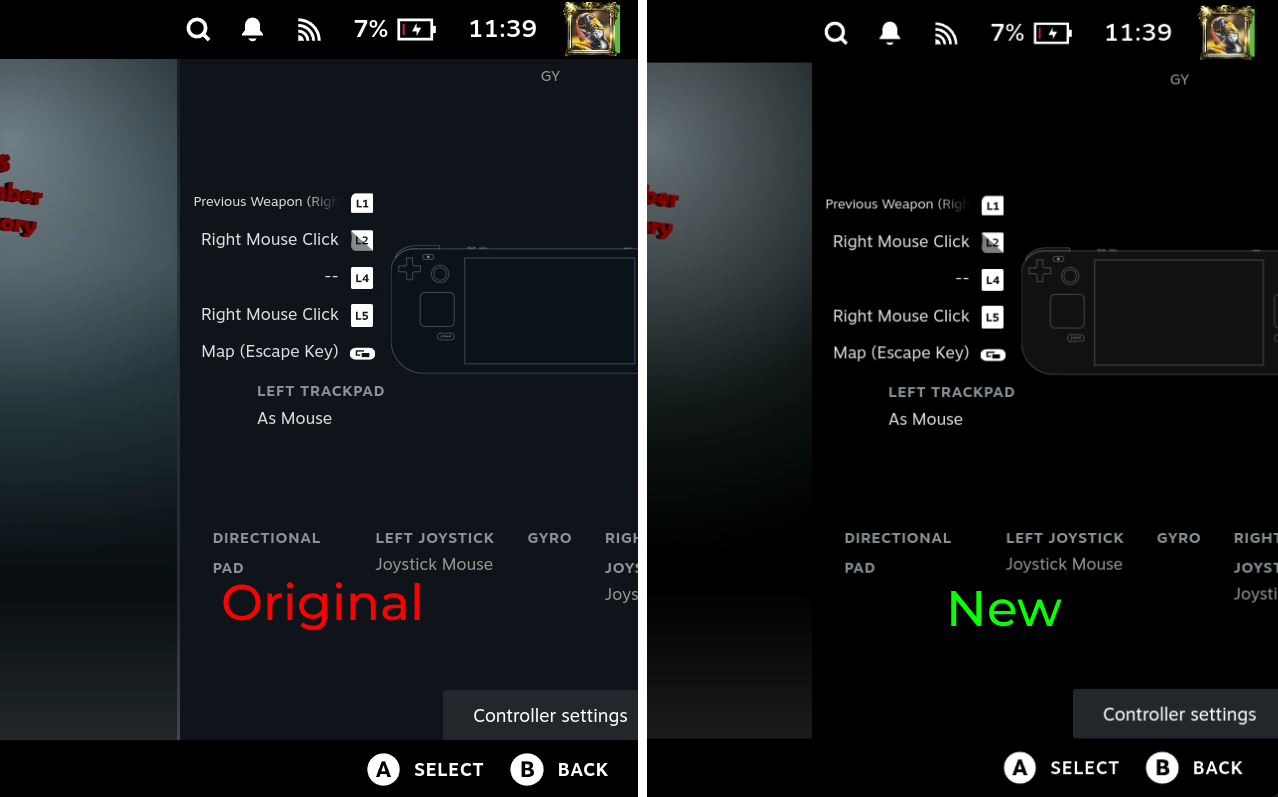 7% 11:39
GY
s
ber
ory
Previous Weapon (Righ L1
Right Mouse Click L2
-- L4
Right Mouse Click L5
Map (Escape Key)
LEFT TRACKPAD
As Mouse
DIRECTIONAL PAD
LEFT JOYSTICK
Joystick Mouse
GYRO
RIGH
JOYS
Joys
Original
Controller settings
A SELECT B BACK
7% 11:39
GY
ber
ry
Previous Weapon (Righ L1
Right Mouse Click L2
-- L4
Right Mouse Click L5
Map (Escape Key)
LEFT TRACKPAD
As Mouse
DIRECTIONAL PAD
LEFT JOYSTICK
Joystick Mouse
GYRO
RIGHT
JOYST
Joysti
New
Controller settings
A SELECT B BACK